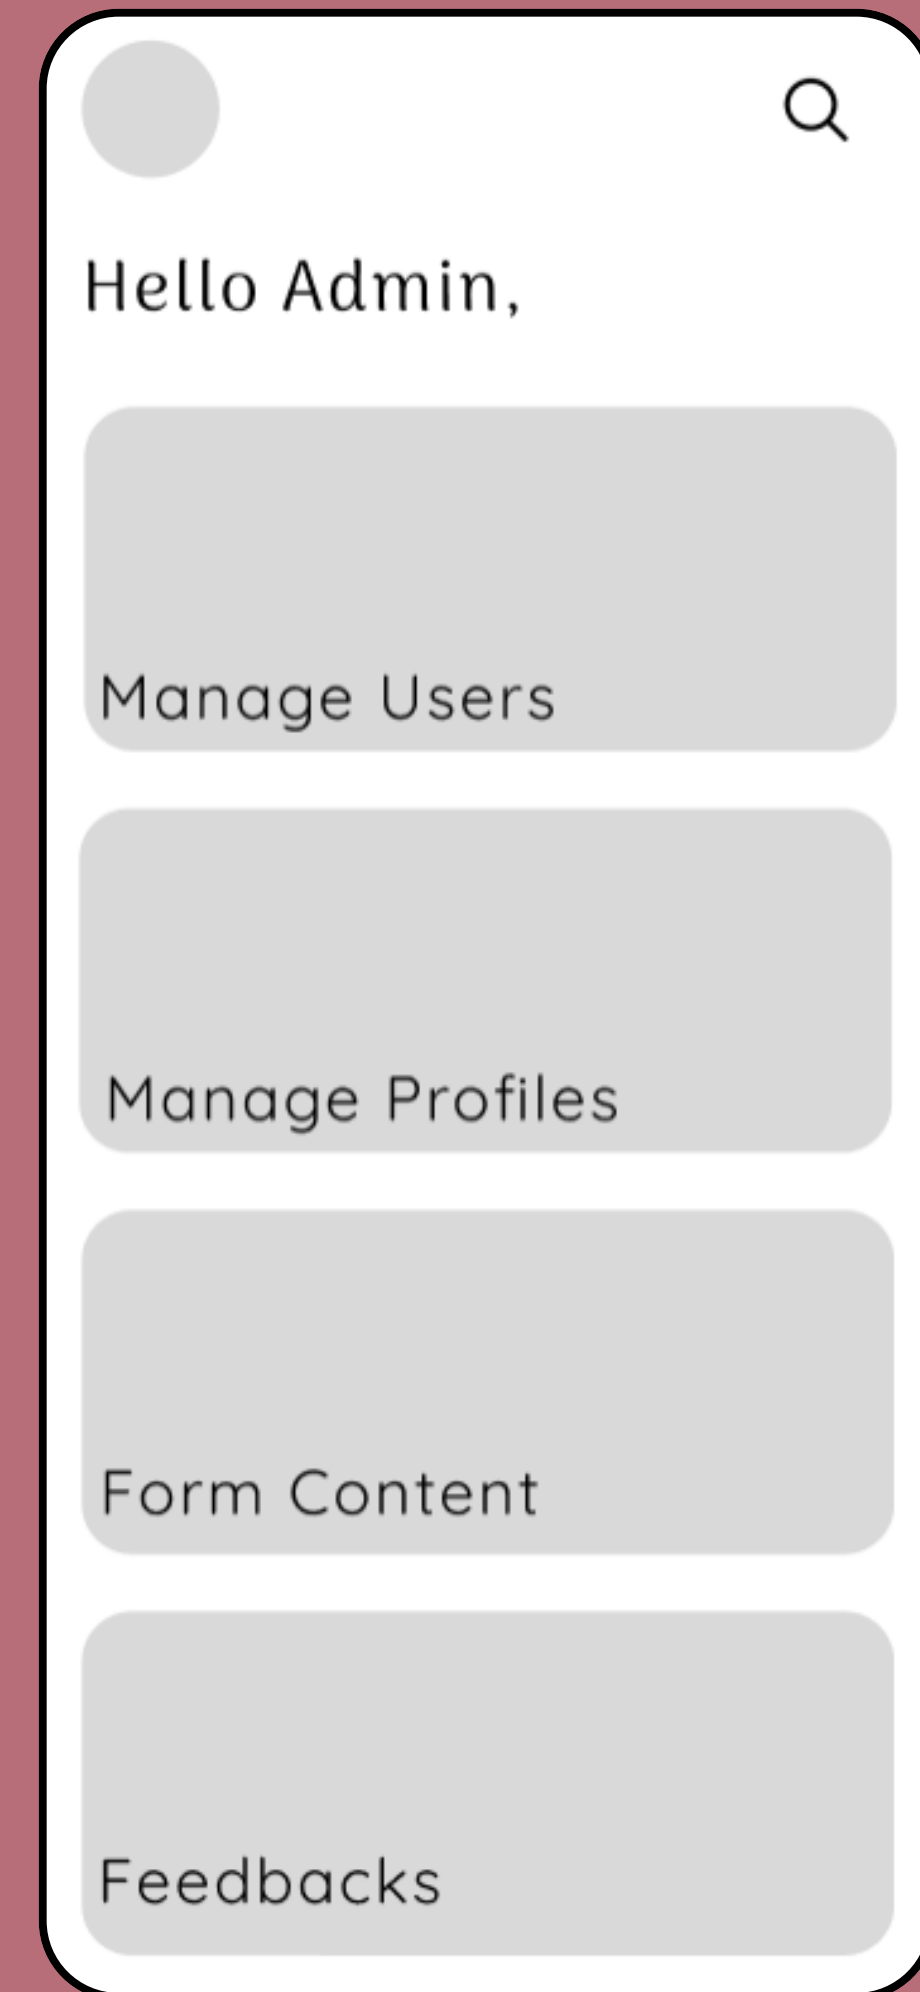 Hello Admin,
Manage Users
Manage Profiles
Form Content
Feedbacks